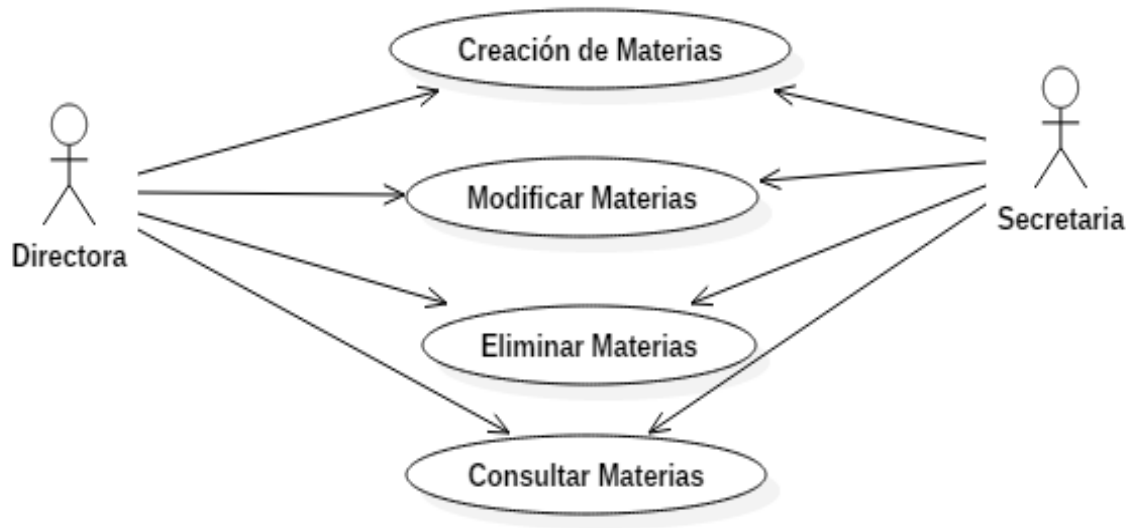 Creación de Materias
Modificar Materias
Secretaria
Directora
Eliminar Materias
Consultar Materias